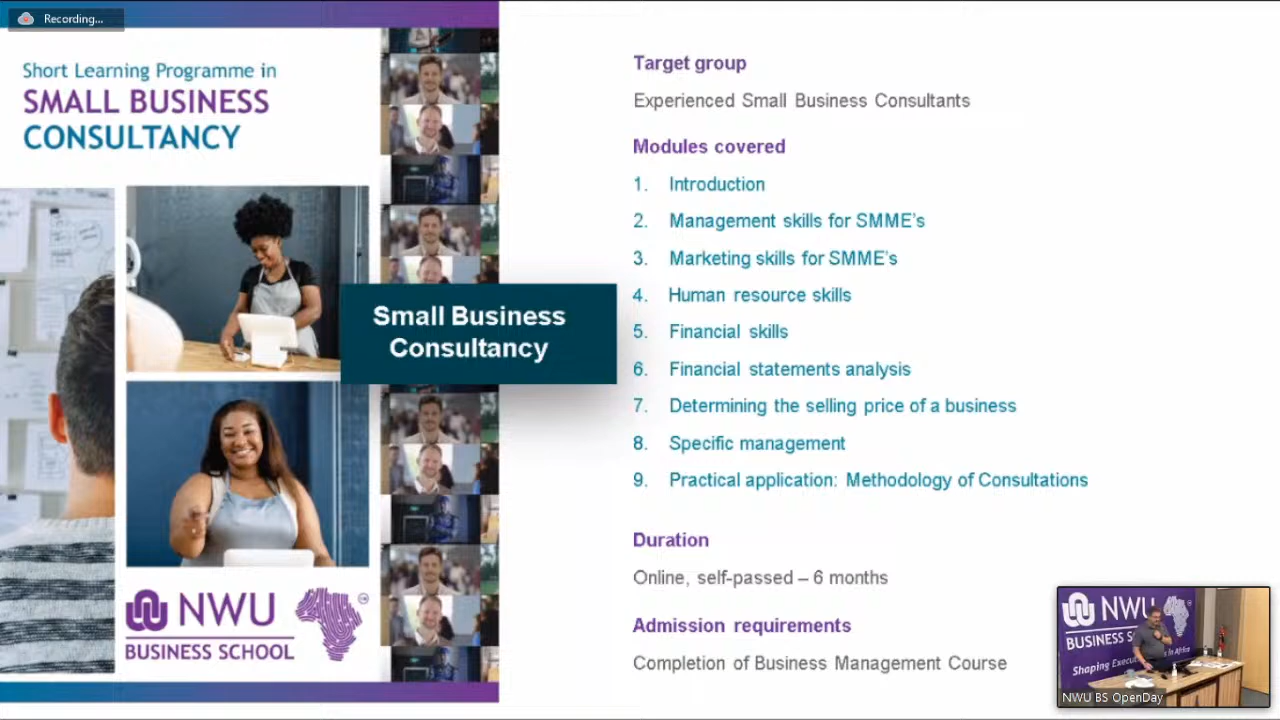 Recording...
Short Learning Programme in
SMALL BUSINESS
CONSULTANCY
Small Business
Consultancy
NWU
BUSINESS SCHOOL
Target group
Experienced Small Business Consultants
Modules covered
1. Introduction
2. Management skills for SMME's
3. Marketing skills for SMME's
4. Human resource skills
5. Financial skills
6. Financial statements analysis
7. Determining the selling price of a business
8. Specific management
9. Practical application: Methodology of Consultations
Duration
Online, self-passed – 6 months
Admission requirements
Completion of Business Management Course
NWU
BUSINESS
Shaping
in Africa
NWU BS OpenDay